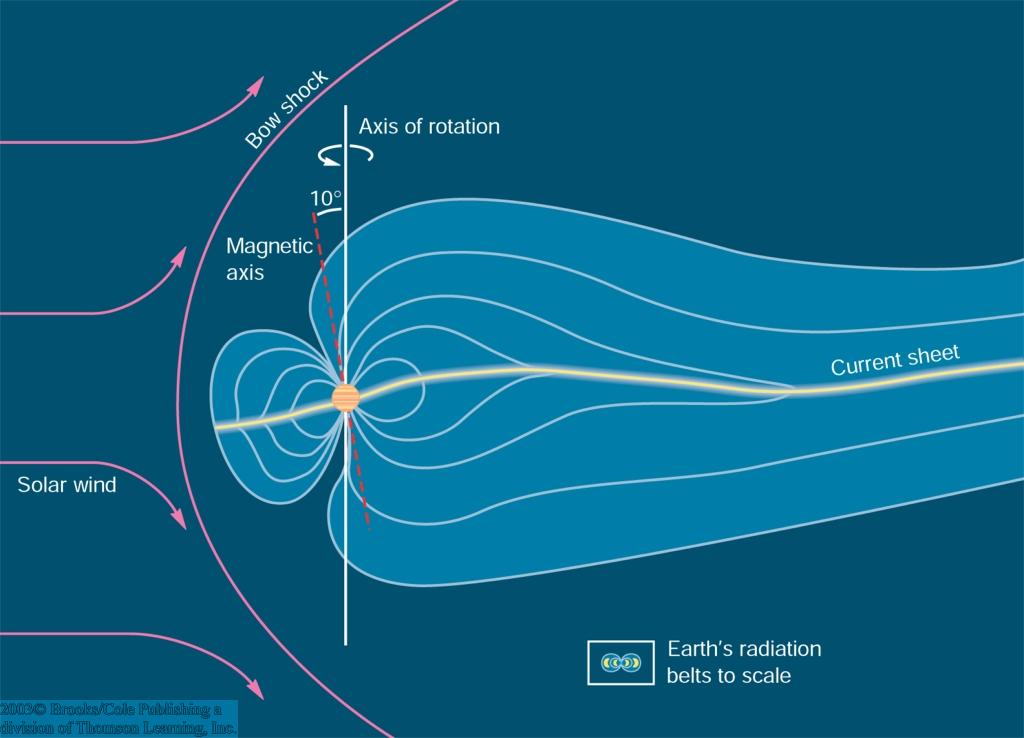 Bow shock
Axis of rotation
10°
Magnetic
axis
Current sheet
Solar wind
Earth's radiation
belts to scale
2003© Brooks/Cole Publishing a
division of Thomson Learning, Inc.